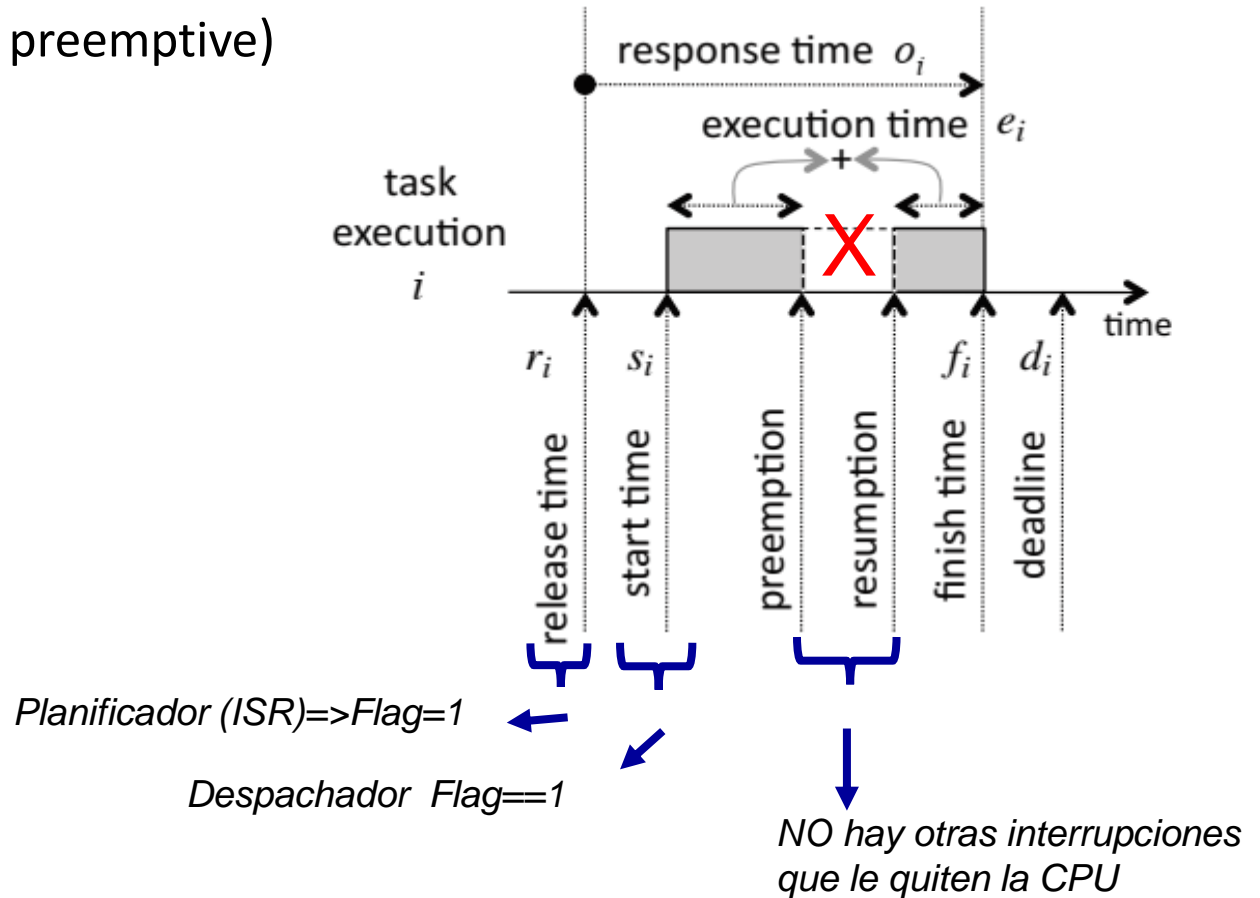 preemptive)
response time o_i
execution time e_i
+
task
execution
i
X
time
r_i
s_i
f_i
d_i
release time
start time
preemption
resumption
finish time
deadline
Planificador (ISR)=>Flag=1
Despachador Flag==1
NO hay otras interrupciones
que le quiten la CPU